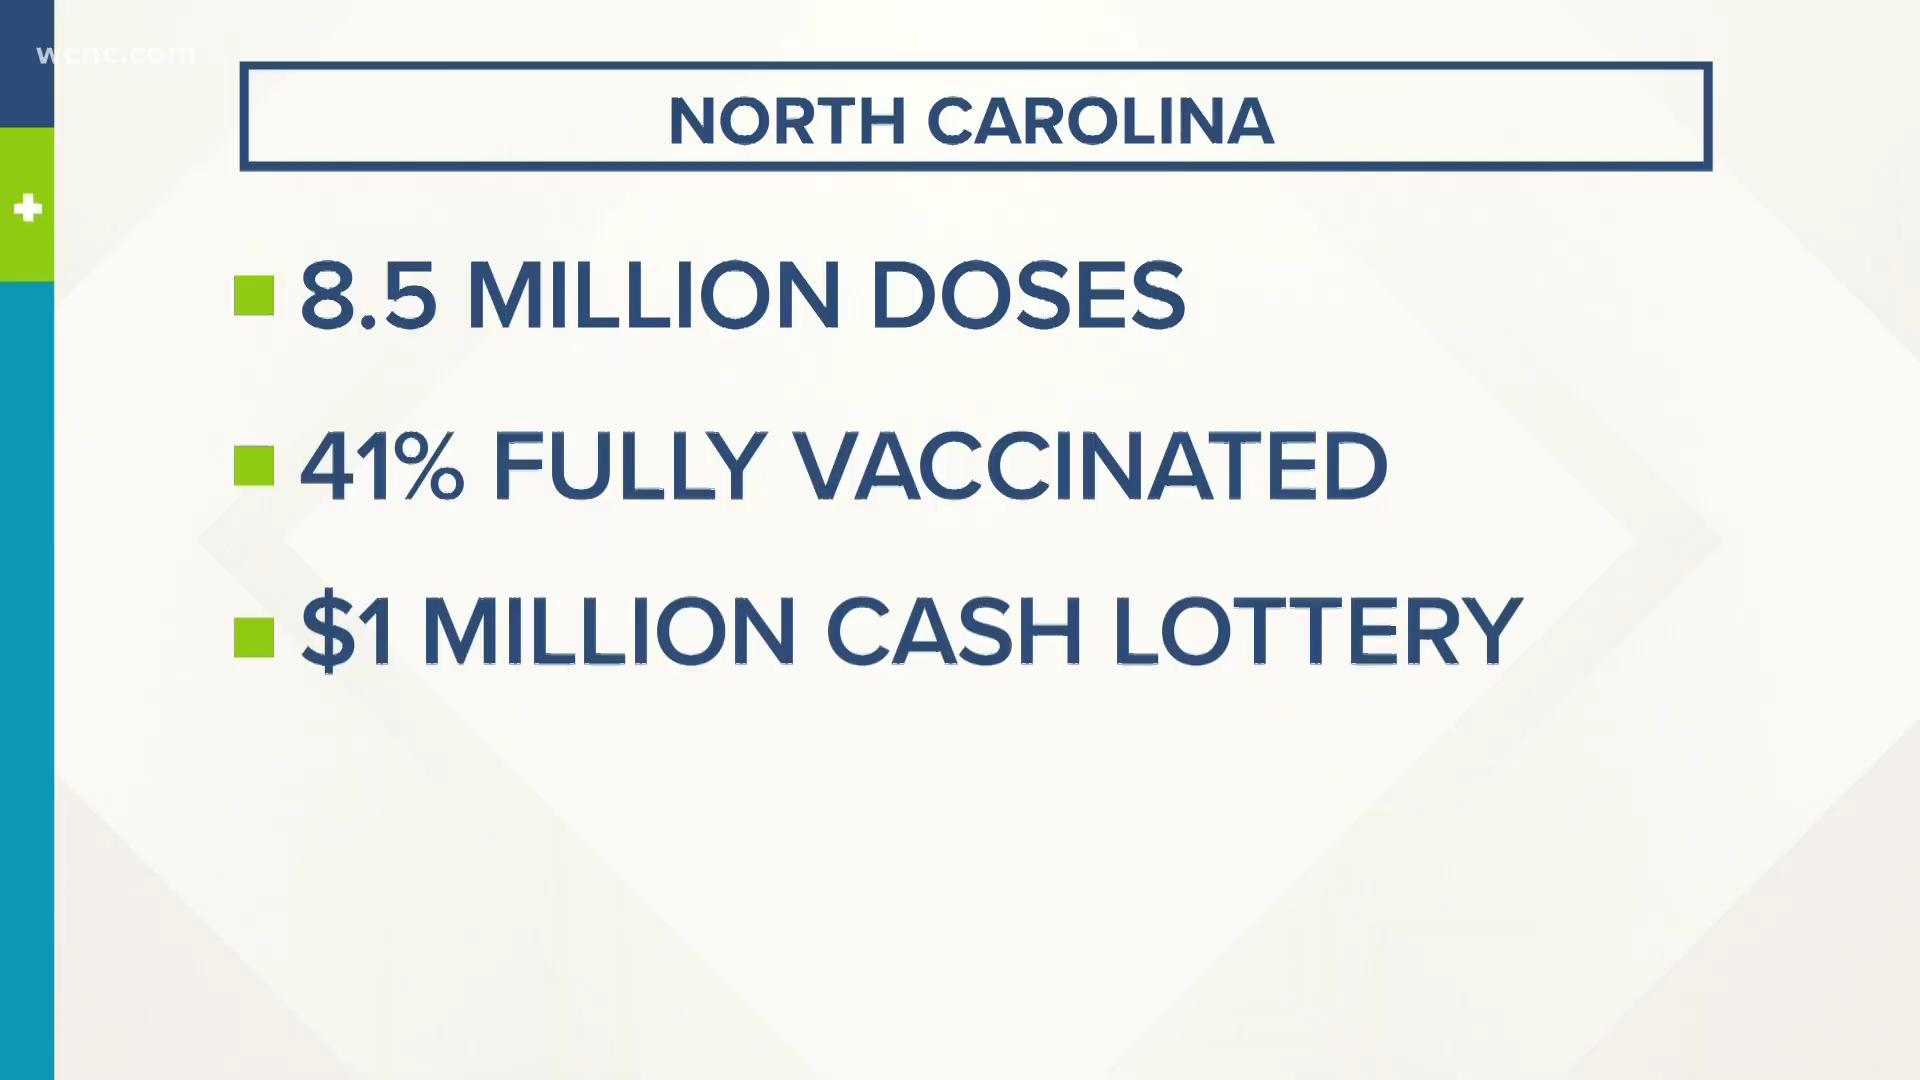 wcnc.com
NORTH CAROLINA
8.5 MILLION DOSES
41% FULLY VACCINATED
$1 MILLION CASH LOTTERY